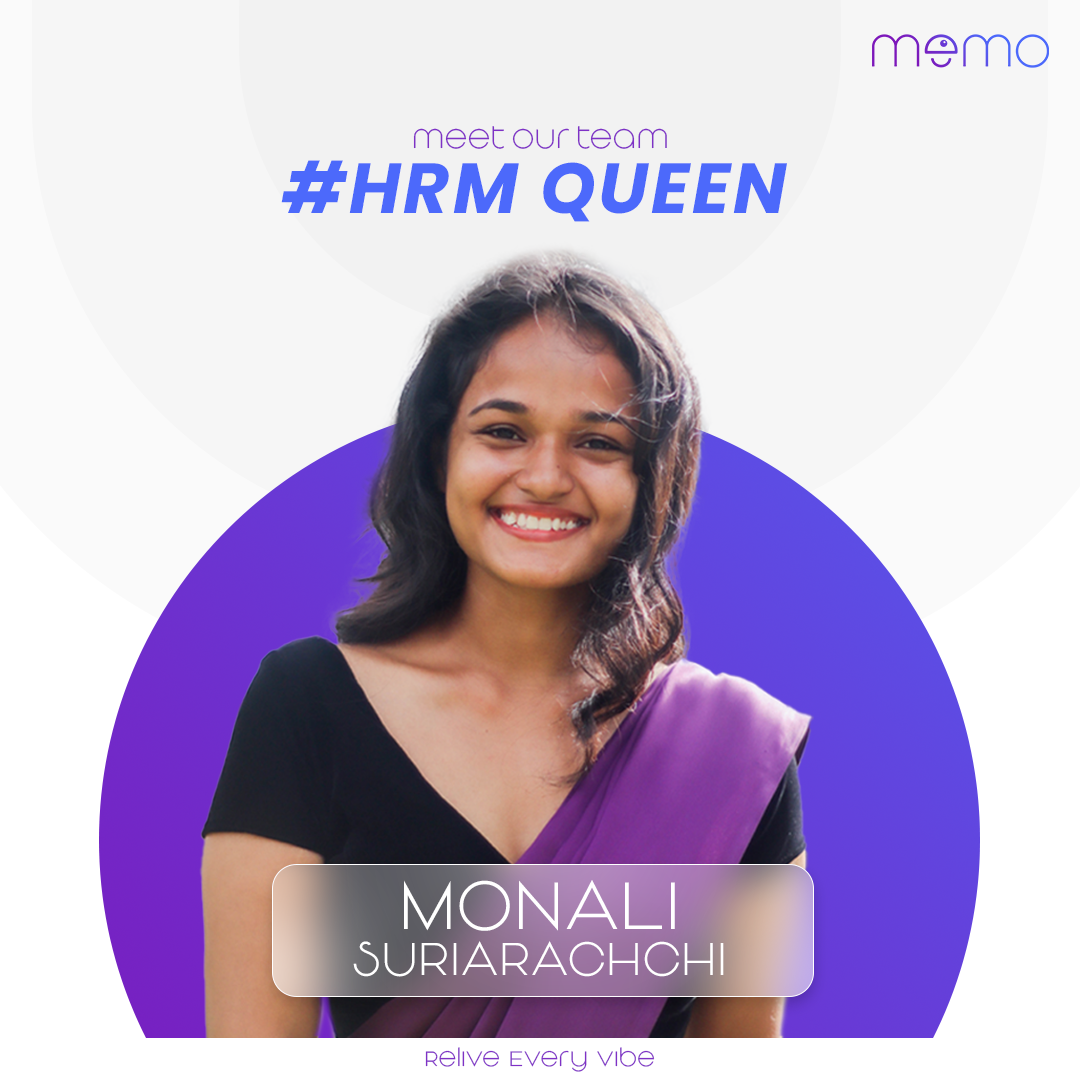 memo
meet our team
#HRM QUEEN
MONALI
SURIARACHCHI
Relive Every vibe